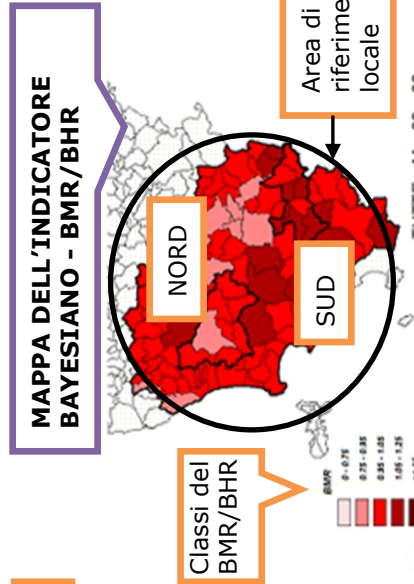 MAPPA DELL'INDICATORE
BAYESIANO - BMR/BHR
Area di
riferime
locale
NORD
SUD
Classi del
BMR/BHR
BMR
0 - 0.75
0.75 - 0.95
0.95 - 1.05
1.05 - 1.25